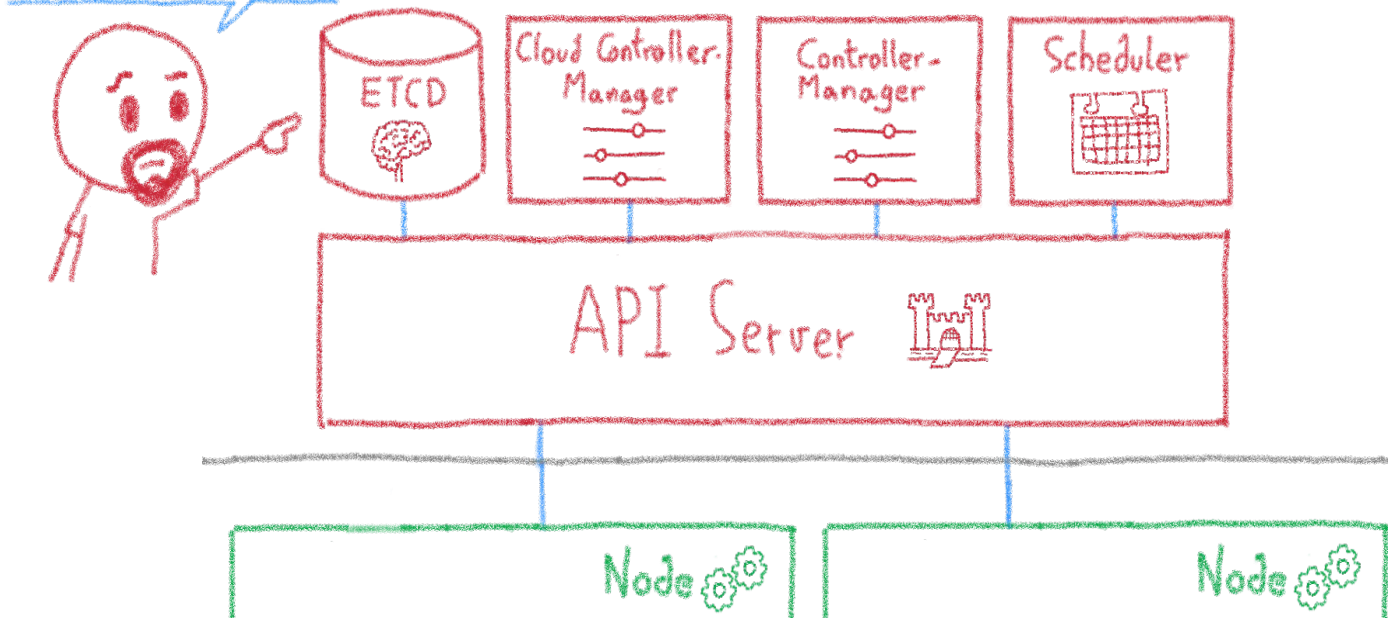 ETCD
Cloud Controller-
Manager
Controller-
Manager
Scheduler
API Server
Node
Node